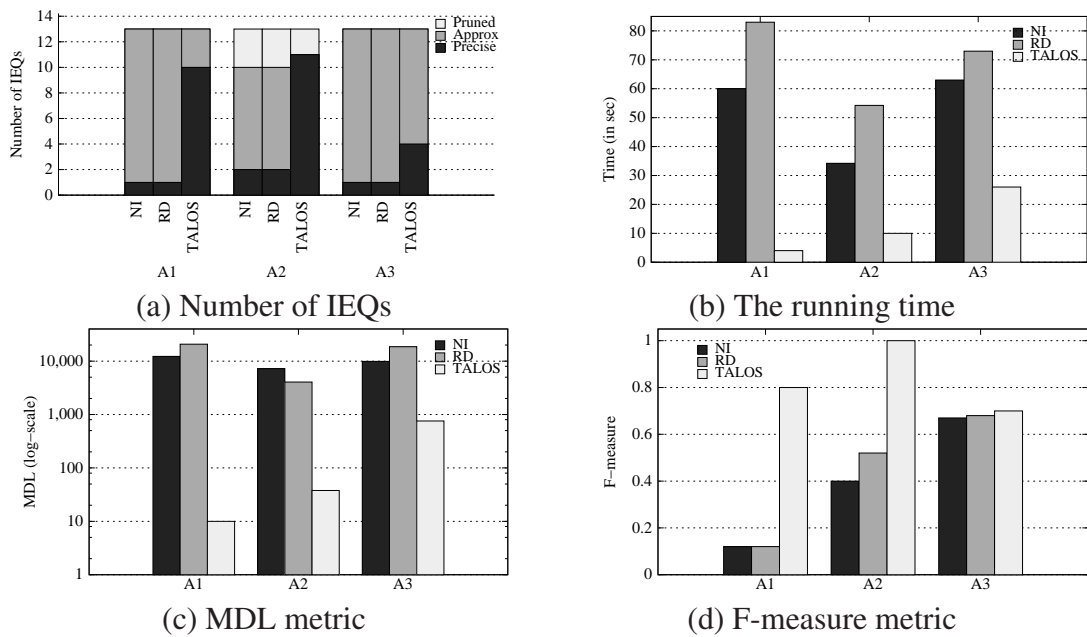 14
12
10
8
6
4
2
0
Number of IEQs
Pruned
Approx
Precise
NI
RD
TALOS
NI
RD
TALOS
NI
RD
TALOS
A1
A2
A3
(a) Number of IEQs
80
70
60
50
40
30
20
10
0
Time (in sec)
NI
RD
TALOS
A1
A2
A3
(b) The running time
10,000
1,000
100
10
1
MDL (log-scale)
NI
RD
TALOS
A1
A2
A3
(c) MDL metric
1
0.8
0.6
0.4
0.2
0
F-measure
NI
RD
TALOS
A1
A2
A3
(d) F-measure metric